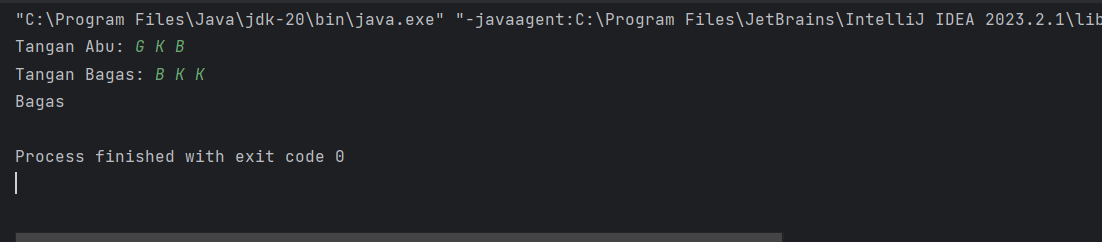 "C:\Program Files\Java\jdk-20\bin\java.exe" "-javaagent:C:\Program Files\JetBrains\IntelliJ IDEA 2023.2.1\lib
Tangan Abu: G K B
Tangan Bagas: B K K
Bagas
Process finished with exit code 0